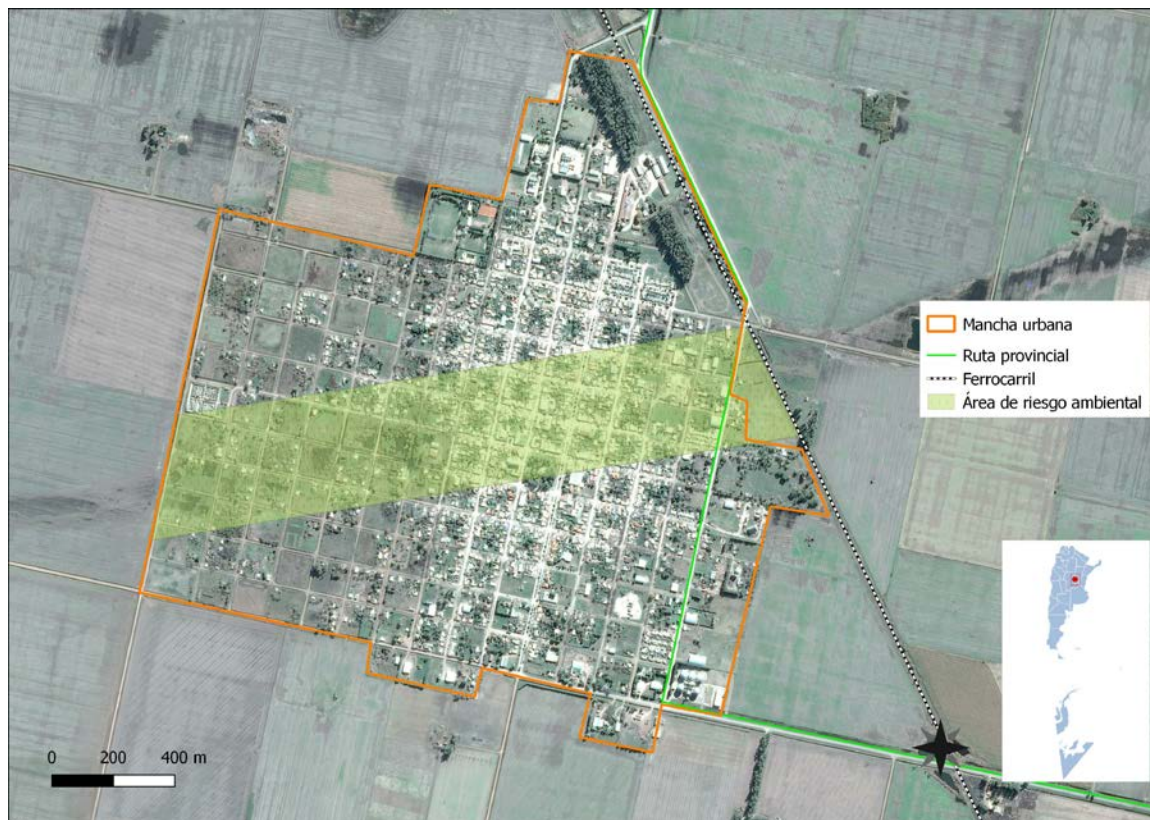 Mancha urbana
Ruta provincial
Ferrocarril
Área de riesgo ambiental
0 200 400 m